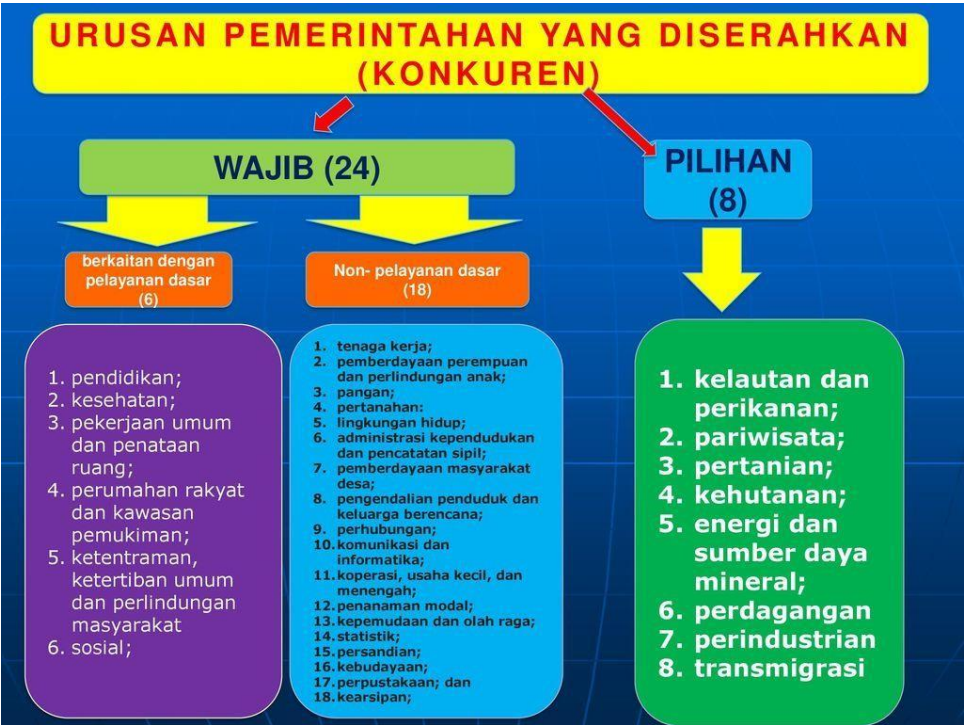 URUSAN PEMERINTAHAN YANG DISERAHKAN
(KONKUREN)
WAJIB (24)
PILIHAN
(8)
berkaitan dengan
pelayanan dasar
(6)
Non- pelayanan dasar
(18)
1. pendidikan;
2. kesehatan;
3. pekerjaan umum
dan penataan
ruang;
4. perumahan rakyat
dan kawasan
pemukiman;
5. ketentraman,
ketertiban umum
dan perlindungan
masyarakat
6. sosial;
1. tenaga kerja;
2. pemberdayaan perempuan
dan perlindungan anak;
3. pangan;
4. pertanahan:
5. lingkungan hidup;
6. administrasi kependudukan
dan pencatatan sipil;
7. pemberdayaan masyarakat
desa;
8. pengendalian penduduk dan
keluarga berencana;
9. perhubungan;
10. komunikasi dan
informatika;
11. koperasi, usaha kecil, dan
menengah;
12. penanaman modal;
13. kepemudaan dan olah raga;
14. statistik;
15. persandian;
16. kebudayaan;
17. perpustakaan; dan
18. kearsipan;
1. kelautan dan
perikanan;
2. pariwisata;
3. pertanian;
4. kehutanan;
5. energi dan
sumber daya
mineral;
6. perdagangan
7. perindustrian
8. transmigrasi